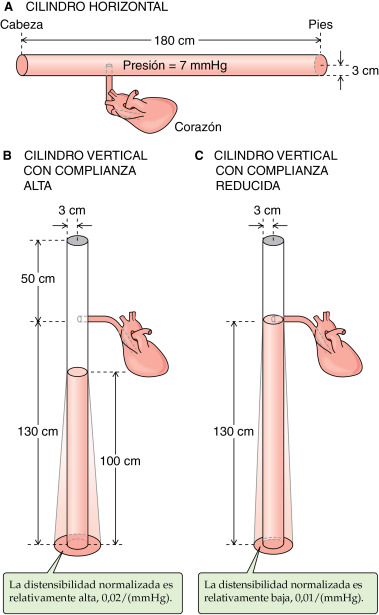 A CILINDRO HORIZONTAL
Cabeza
Pies
180 cm
Presión = 7 mmHg
3 cm
Corazón
B CILINDRO VERTICAL
CON COMPLIANZA
ALTA
3 cm
50 cm
130 cm
100 cm
La distensibilidad normalizada es
relativamente alta, 0,02/(mmHg).
C CILINDRO VERTICAL
CON COMPLIANZA
REDUCIDA
3 cm
130 cm
La distensibilidad normalizada es
relativamente baja, 0,01/(mmHg).